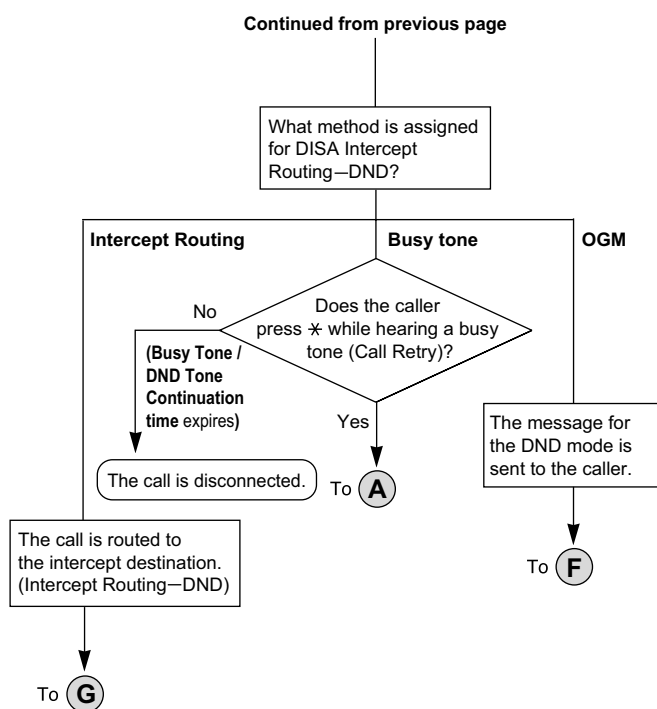 Continued from previous page
What method is assigned
for DISA Intercept
Routing—DND?
Intercept Routing
Busy tone
OGM
Does the caller
press ✳ while hearing a busy
tone (Call Retry)?
No
(Busy Tone /
DND Tone
Continuation
time expires)
Yes
The message for
the DND mode is
sent to the caller.
The call is disconnected.
To A
The call is routed to
the intercept destination.
(Intercept Routing—DND)
To F
To G